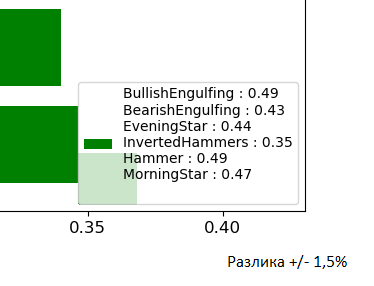 BullishEngulfing : 0.49
BearishEngulfing : 0.43
EveningStar : 0.44
InvertedHammers : 0.35
Hammer : 0.49
MorningStar : 0.47
0.35 0.40
Разлика +/- 1,5%